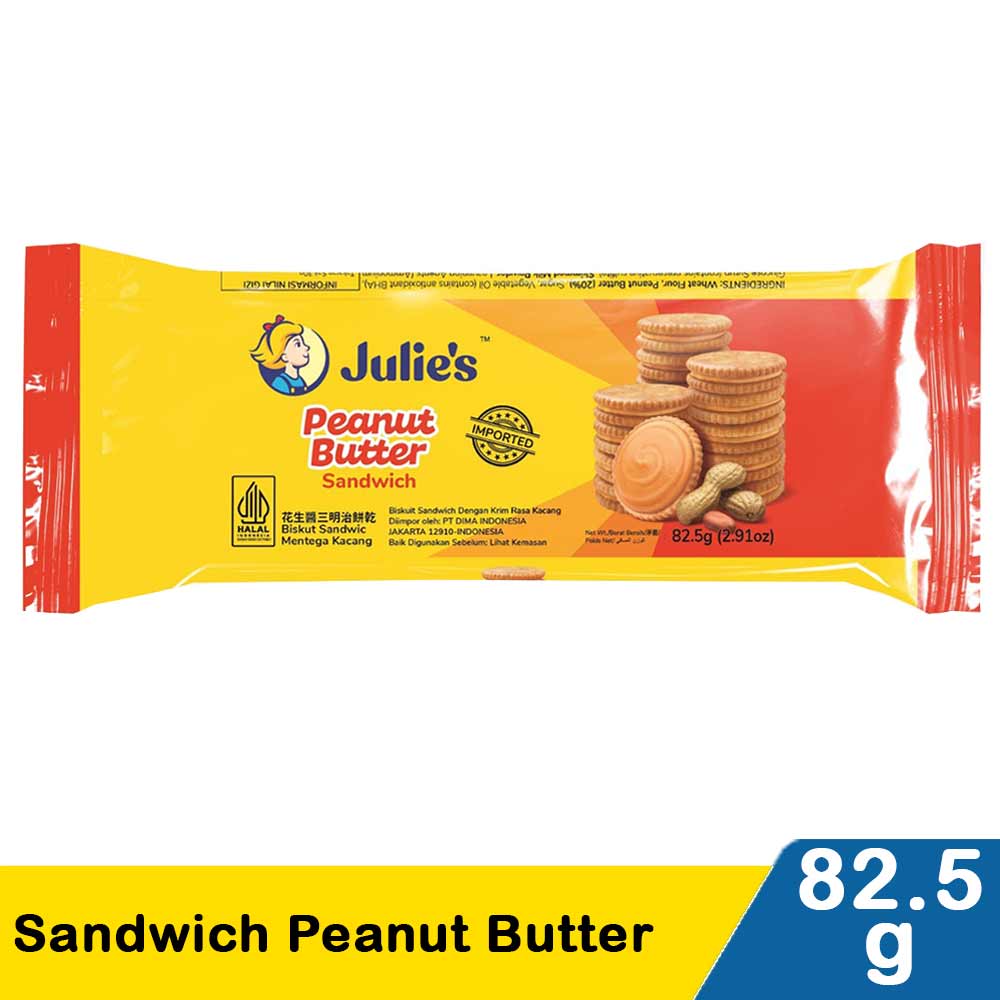 INGREDIENTS: Wheat Flour, Peanut Butter (20%), Sugar, Vegetable Oil (contains antioxidant BHA),
INFORMASI NILAI GIZI
Julie's™
Peanut
Butter
Sandwich
IMPORTED
HALAL
INDONESIA
花生醬三明治餅乾
Biskut Sandwic
Mentega Kacang
Biskuit Sandwich Dengan Krim Rasa Kacang
Diimpor oleh: PT DIMA INDONESIA
JAKARTA 12910-INDONESIA
Baik Digunakan Sebelum: Lihat Kemasan
82.5g (2.91oz)
Sandwich Peanut Butter
82.5
g